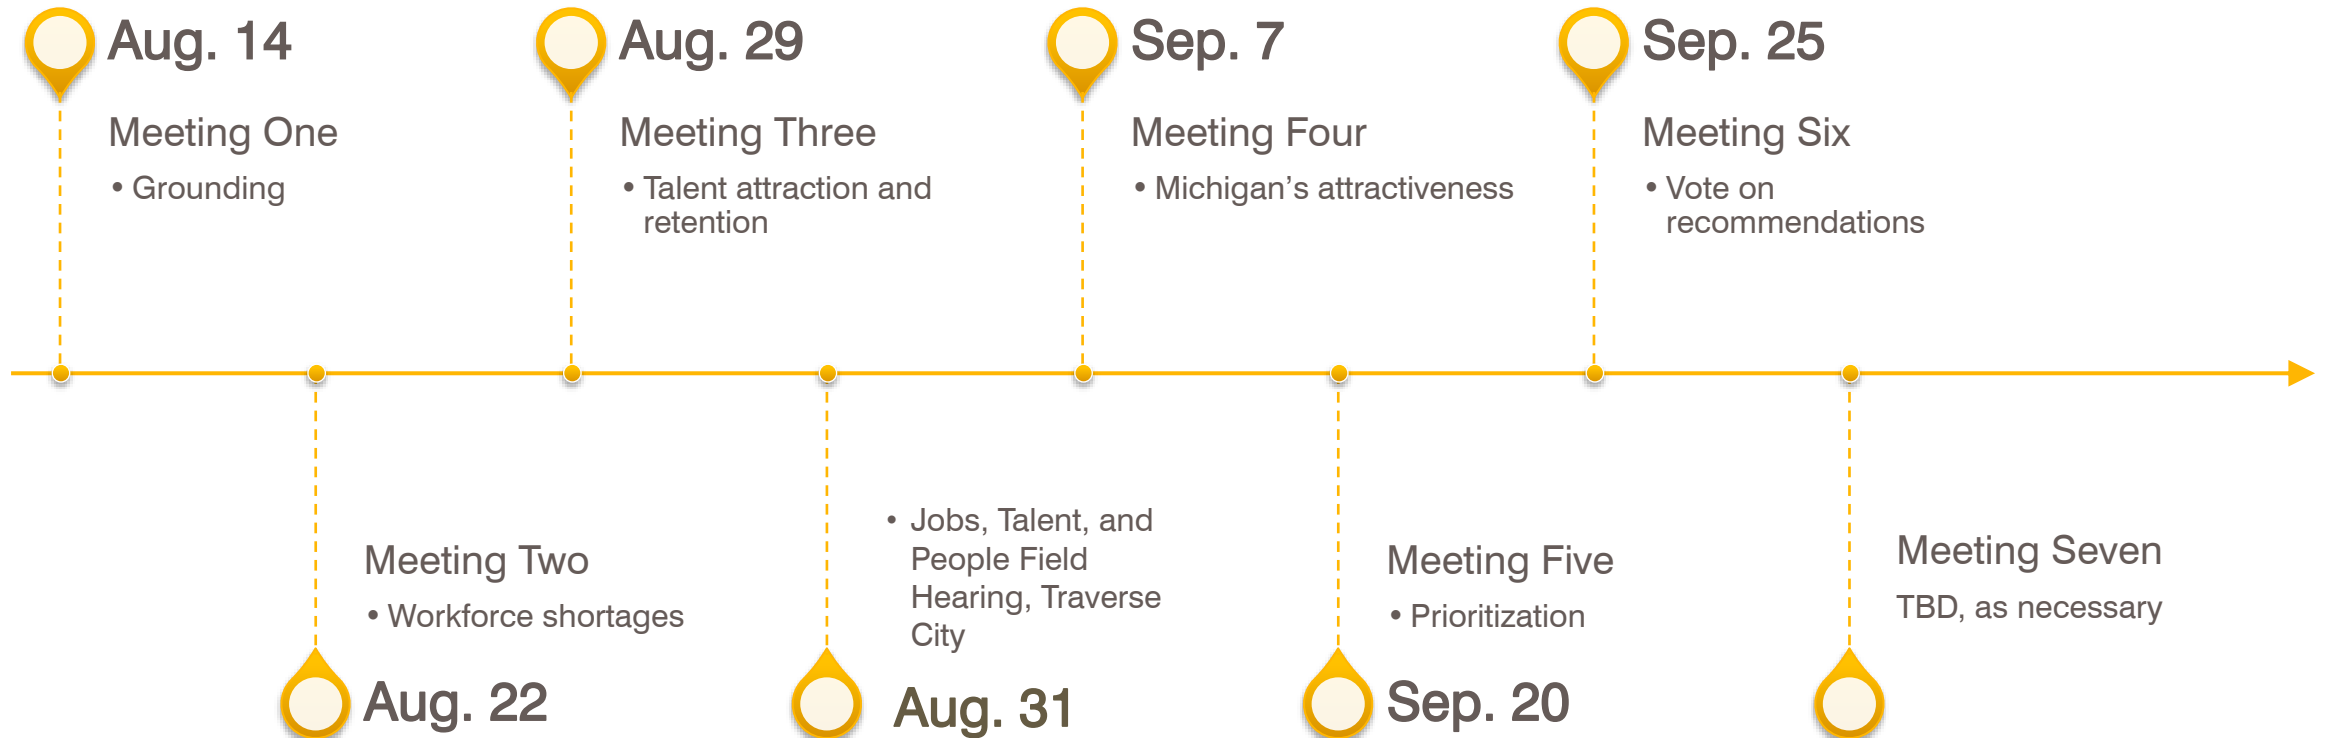 Aug. 14
Meeting One
• Grounding
Meeting Two
• Workforce shortages
Aug. 22
Aug. 29
Meeting Three
• Talent attraction and
retention
• Jobs, Talent, and
People Field
Hearing, Traverse
City
Aug. 31
Sep. 7
Meeting Four
• Michigan’s attractiveness
Meeting Five
• Prioritization
Sep. 20
Sep. 25
Meeting Six
• Vote on
recommendations
Meeting Seven
TBD, as necessary